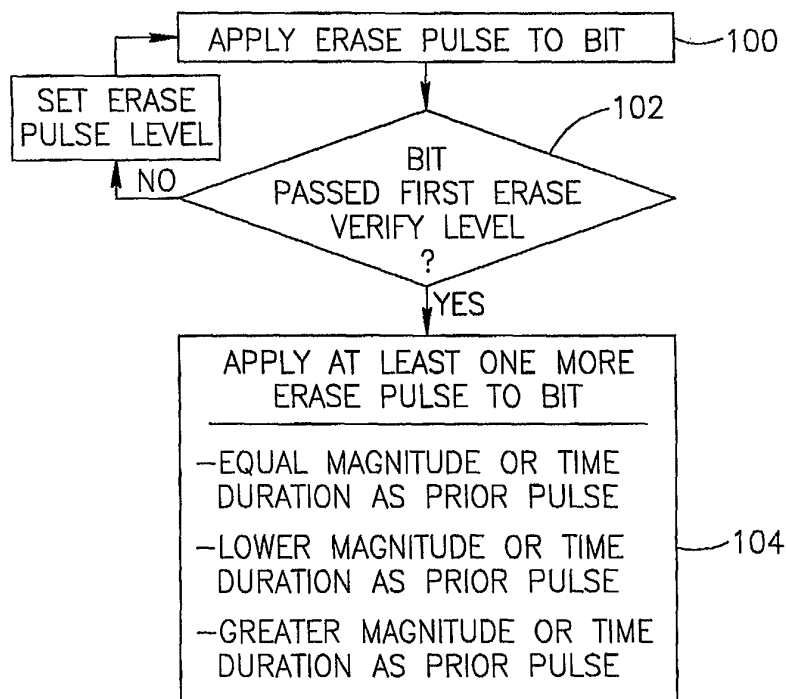 APPLY ERASE PULSE TO BIT
100
SET ERASE
PULSE LEVEL
102
BIT
PASSED FIRST ERASE
VERIFY LEVEL
?
NO
YES
APPLY AT LEAST ONE MORE
ERASE PULSE TO BIT
-EQUAL MAGNITUDE OR TIME
DURATION AS PRIOR PULSE
-LOWER MAGNITUDE OR TIME
DURATION AS PRIOR PULSE
104
-GREATER MAGNITUDE OR TIME
DURATION AS PRIOR PULSE